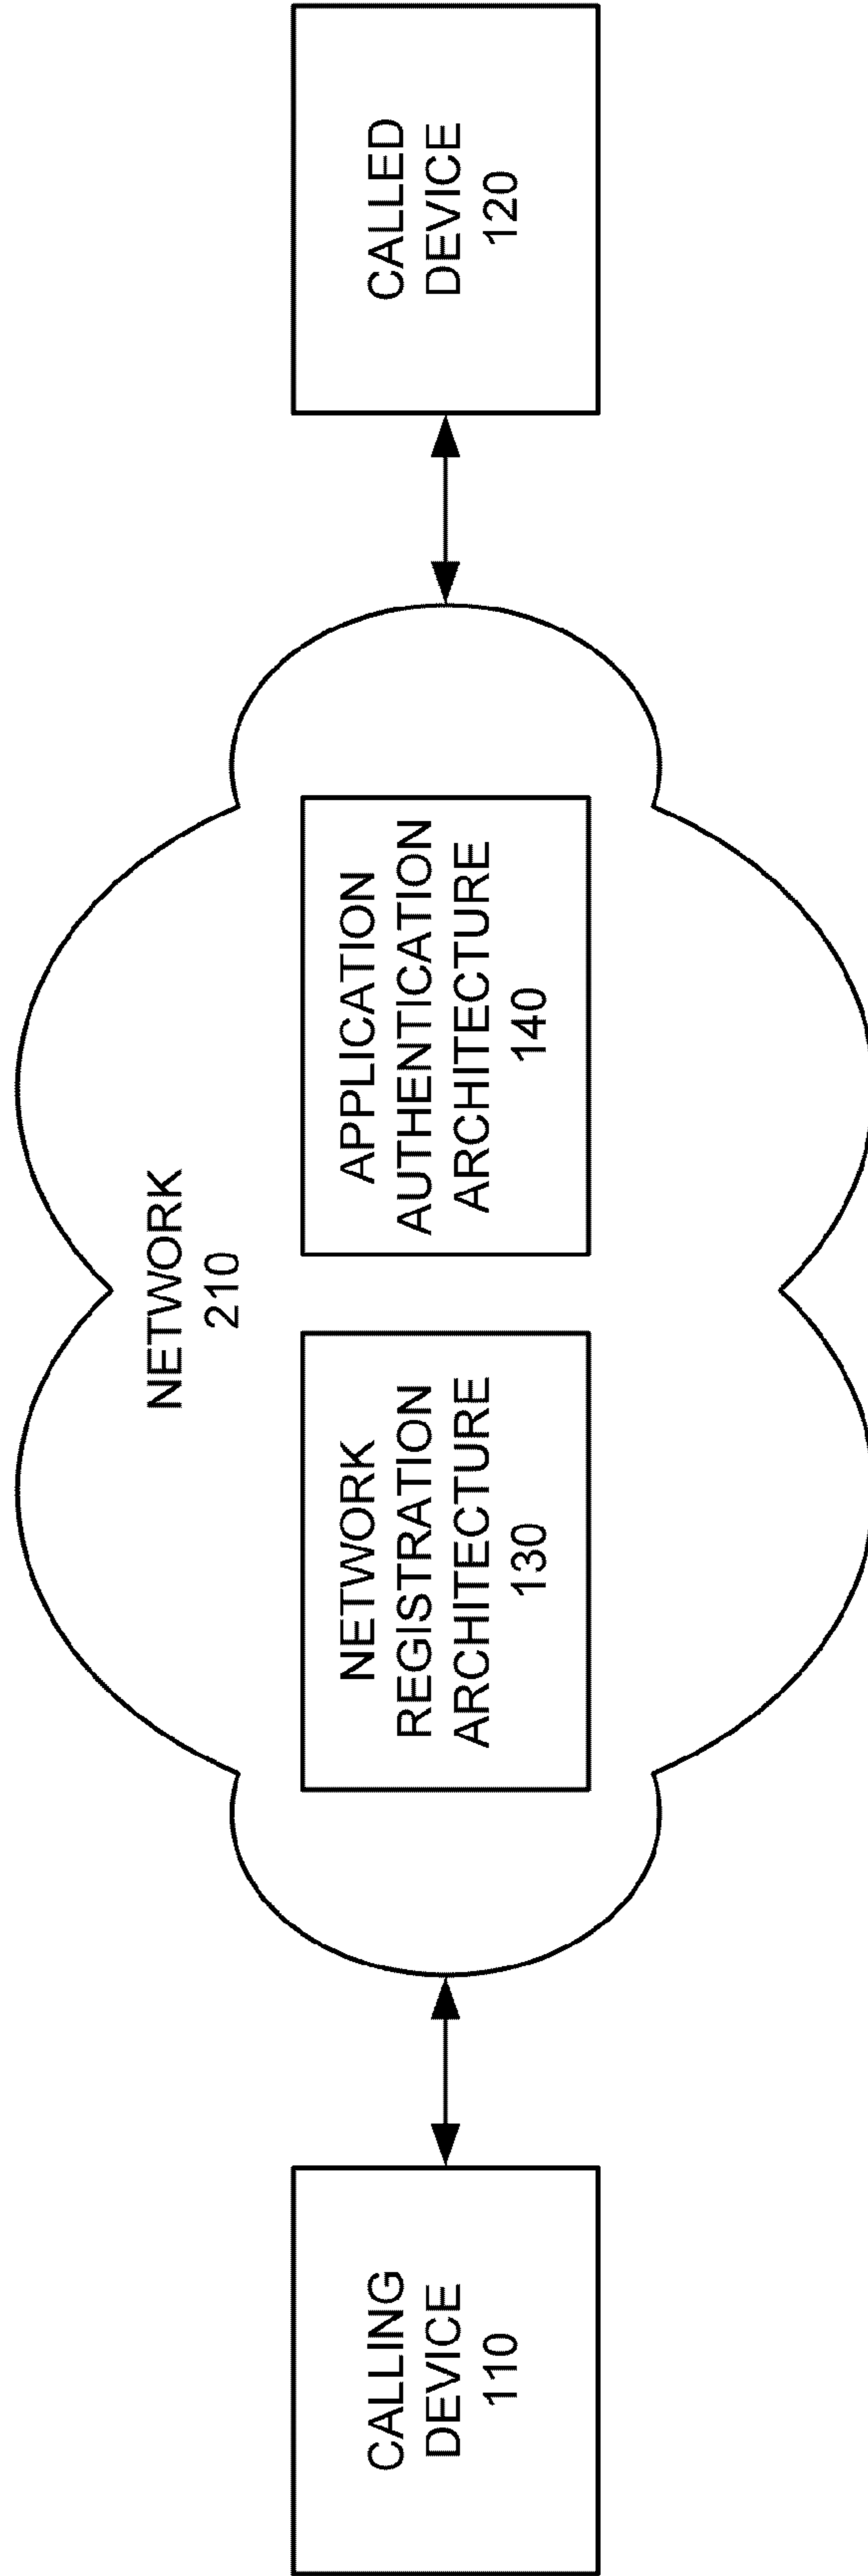 NETWORK
210
CALLING
DEVICE
110
NETWORK
REGISTRATION
ARCHITECTURE
130
APPLICATION
AUTHENTICATION
ARCHITECTURE
140
CALLED
DEVICE
120